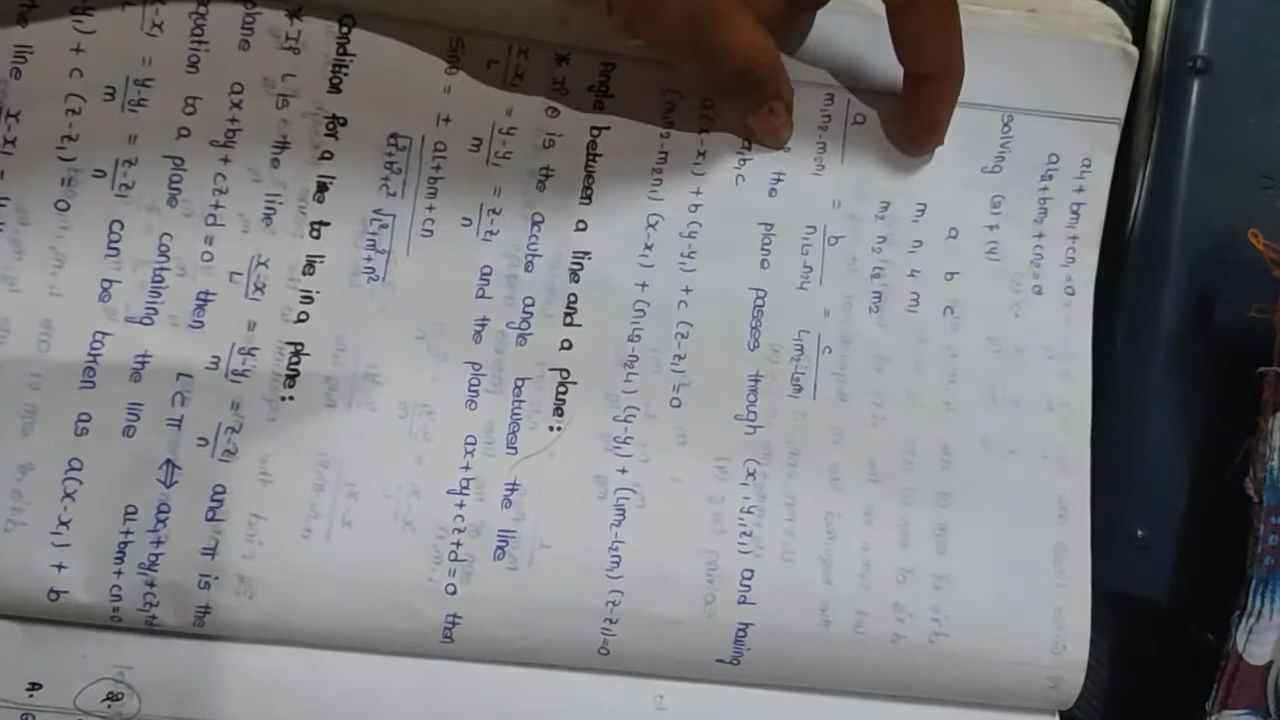 al₁ + bm₁ + cn₁ = 0
al₂ + bm₂ + cn₂ = 0
solving (3) & (4)
a b c
m₁ n₁ l₁ m₁
m₂ n₂ l₂ m₂
a/(m₁n₂-m₂n₁) = b/(n₁l₂-n₂l₁) = c/(l₁m₂-l₂m₁)
the plane passes through (x₁, y₁, z₁) and having
a, b, c
a(x-x₁) + b(y-y₁) + c(z-z₁) = 0
(m₁n₂-m₂n₁) (x-x₁) + (n₁l₂-n₂l₁) (y-y₁) + (l₁m₂-l₂m₁) (z-z₁) = 0
Angle between a line and a plane:
* If θ is the acute angle between the line
(x-x₁)/L = (y-y₁)/m = (z-z₁)/n and the plane ax+by+cz+d=0 then
Sinθ = ± (aL+bm+cn)/(√a²+b²+c² √L²+m²+n²)
Condition for a line to lie in a plane:
* If L is the line (x-x₁)/L = (y-y₁)/m = (z-z₁)/n and π is the
plane ax+by+cz+d=0 then L⊂π ⇔ ax₁+by₁+cz₁+d
aL+bm+cn=0
equation to a plane containing the line
(x-x₁)/L = (y-y₁)/m = (z-z₁)/n can be taken as a(x-x₁) + b
(y-y₁) + c(z-z₁) = 0
the line x-x₁ =
2.
A.